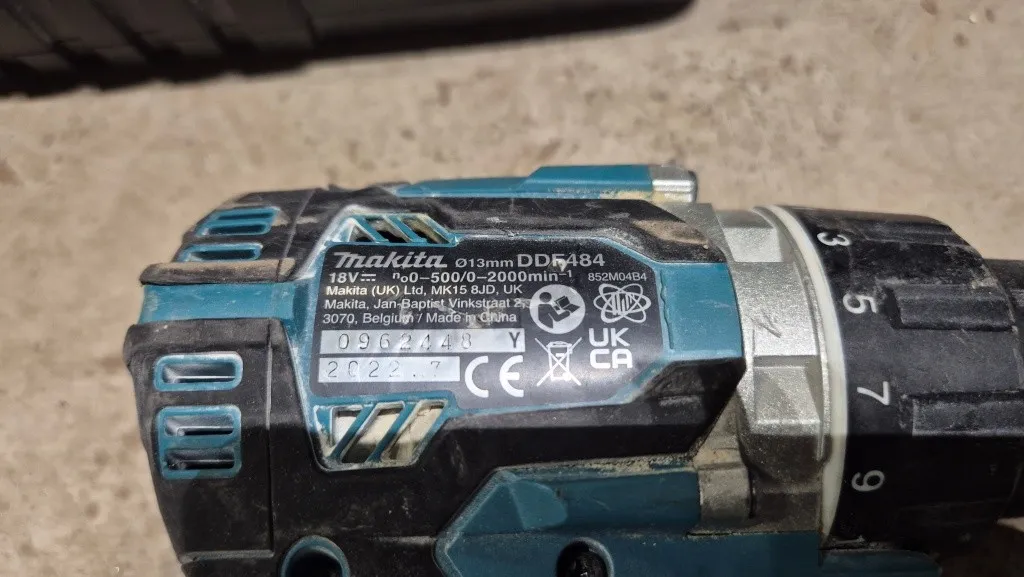 makita Ø13mm DDF484
18V⎓ n₀0-500/0-2000min⁻¹ 852M04B4
Makita (UK) Ltd, MK15 8JD, UK
Makita, Jan-Baptist Vinkstraat 2,
3070, Belgium / Made in China
0962448 Y
2022.7 CE UK CA
3
5
7
9